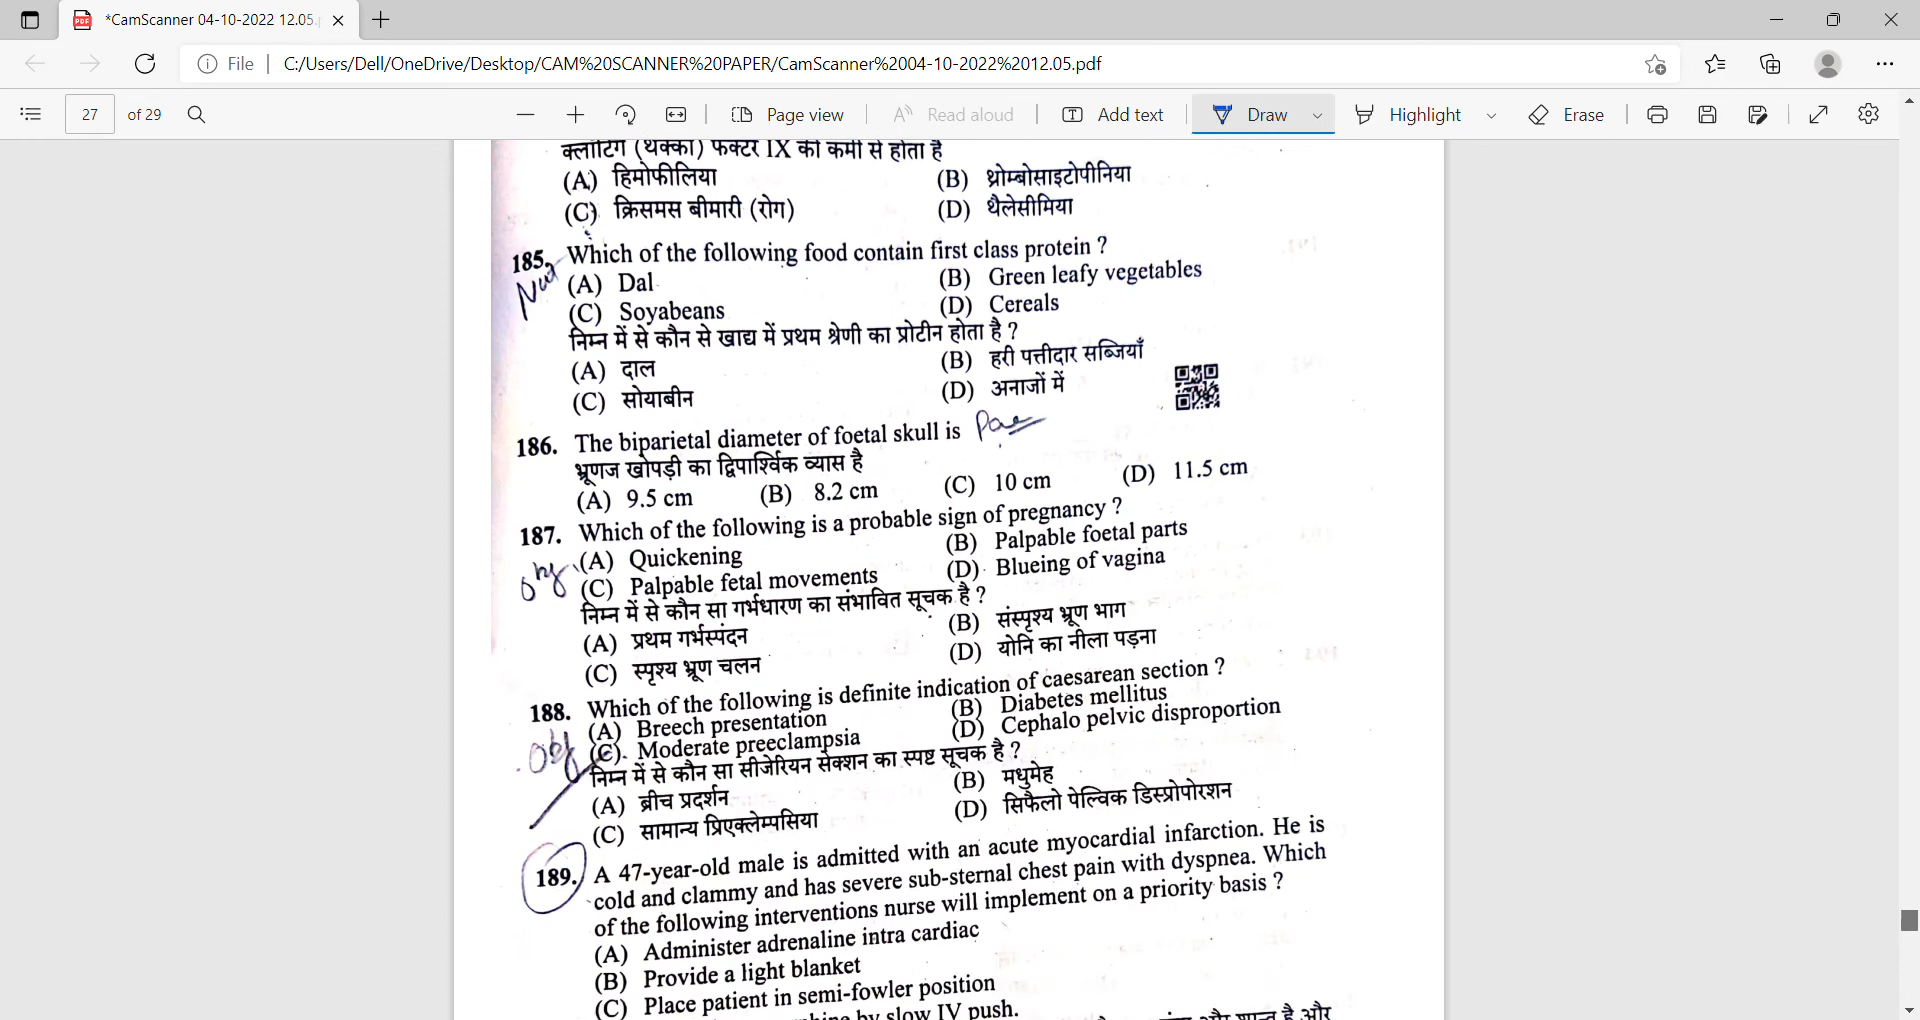 *CamScanner 04-10-2022 12.05.
File C:/Users/Dell/OneDrive/Desktop/CAM%20SCANNER%20PAPER/CamScanner%2004-10-2022%2012.05.pdf
27 of 29 Page view Read aloud Add text Draw Highlight Erase
क्लॉटिंग (थक्का) फैक्टर IX की कमी से होता है
(A) हिमोफीलिया (B) थ्रोम्बोसाइटोपीनिया
(C) क्रिसमस बीमारी (रोग) (D) थैलेसीमिया
185. Which of the following food contain first class protein ?
(A) Dal (B) Green leafy vegetables
(C) Soyabeans (D) Cereals
निम्न में से कौन से खाद्य में प्रथम श्रेणी का प्रोटीन होता है ?
(A) दाल (B) हरी पत्तीदार सब्जियाँ
(C) सोयाबीन (D) अनाजों में
186. The biparietal diameter of foetal skull is
भ्रूणज खोपड़ी का द्विपार्श्विक व्यास है
(A) 9.5 cm (B) 8.2 cm (C) 10 cm (D) 11.5 cm
187. Which of the following is a probable sign of pregnancy ?
(A) Quickening (B) Palpable foetal parts
(C) Palpable fetal movements (D) Blueing of vagina
निम्न में से कौन सा गर्भधारण का संभावित सूचक है ?
(A) प्रथम गर्भस्पंदन (B) संस्पृश्य भ्रूण भाग
(C) स्पृश्य भ्रूण चलन (D) योनि का नीला पड़ना
188. Which of the following is definite indication of caesarean section ?
(A) Breech presentation (B) Diabetes mellitus
(C) Moderate preeclampsia (D) Cephalo pelvic disproportion
निम्न में से कौन सा सीजेरियन सेक्शन का स्पष्ट सूचक है ?
(A) ब्रीच प्रदर्शन (B) मधुमेह
(C) सामान्य प्रिएक्लेम्पसिया (D) सिफैलो पेल्विक डिस्प्रोपोरशन
189. A 47-year-old male is admitted with an acute myocardial infarction. He is
cold and clammy and has severe sub-sternal chest pain with dyspnea. Which
of the following interventions nurse will implement on a priority basis ?
(A) Administer adrenaline intra cardiac
(B) Provide a light blanket
(C) Place patient in semi-fowler position
by slow IV push.